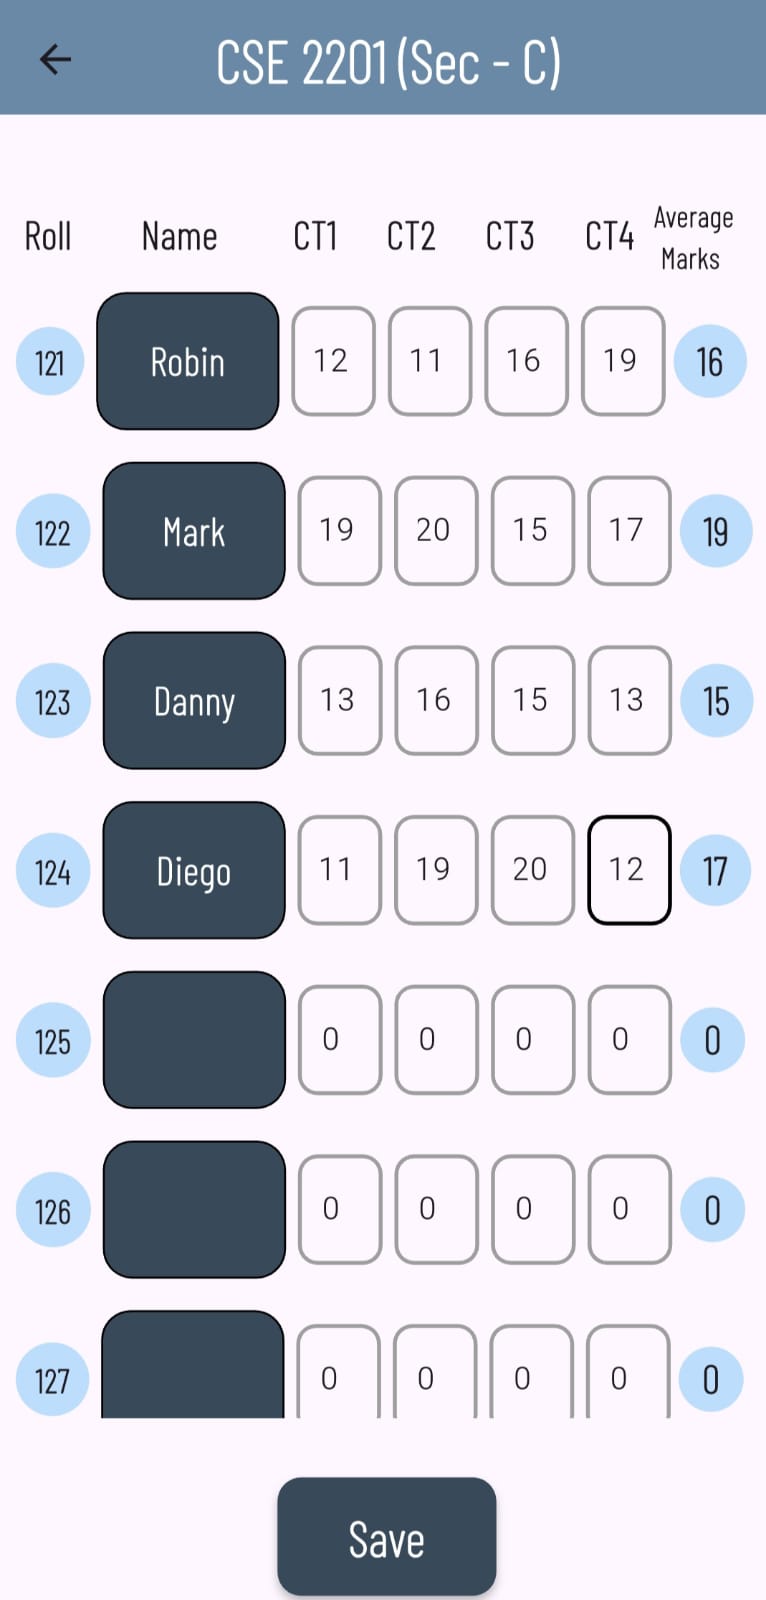 CSE 2201 (Sec - C)
Roll Name CT1 CT2 CT3 CT4 Average Marks
121 Robin 12 11 16 19 16
122 Mark 19 20 15 17 19
123 Danny 13 16 15 13 15
124 Diego 11 19 20 12 17
125 0 0 0 0 0
126 0 0 0 0 0
127 0 0 0 0 0
Save